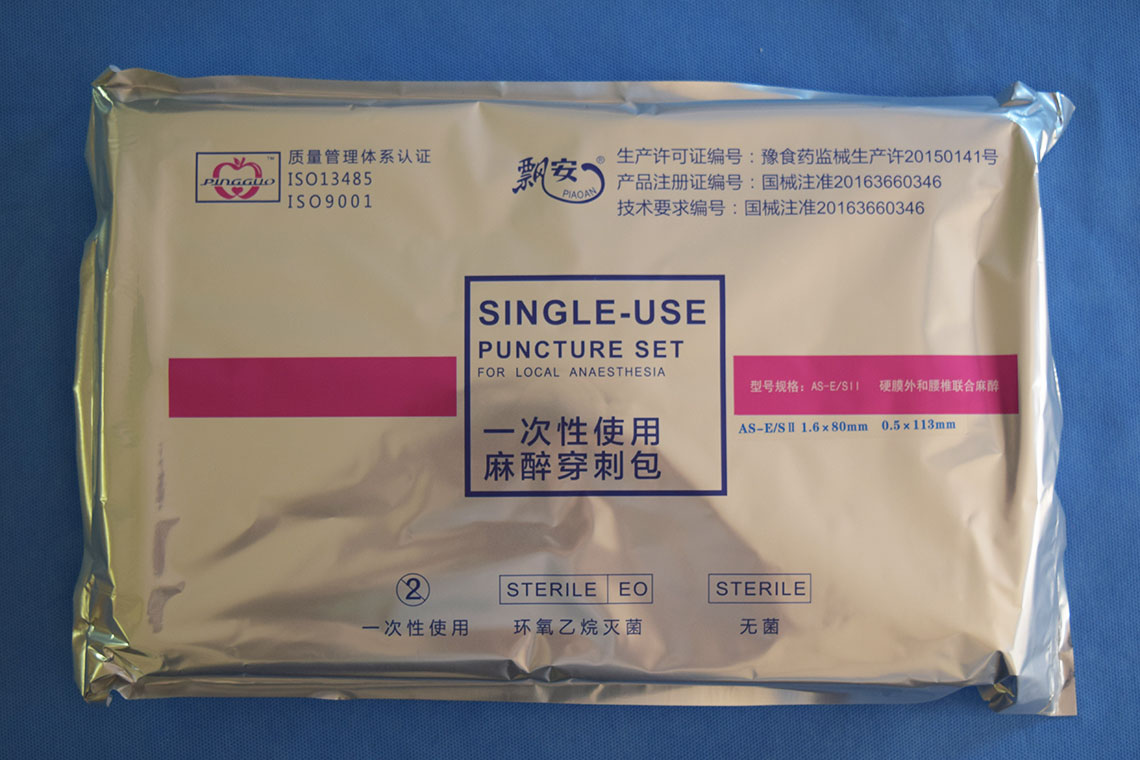 PINGGUO
TM
质量管理体系认证
ISO13485
ISO9001
飘安®
PIAOAN
生产许可证编号：豫食药监械生产许20150141号
产品注册证编号：国械注准20163660346
技术要求编号：国械注准20163660346
SINGLE-USE
PUNCTURE SET
FOR LOCAL ANAESTHESIA
一次性使用
麻醉穿刺包
型号规格：AS-E/SII 硬膜外和腰椎联合麻醉
AS-E/SⅡ 1.6×80mm 0.5×113mm
2
一次性使用
STERILE EO
环氧乙烷灭菌
STERILE
无菌